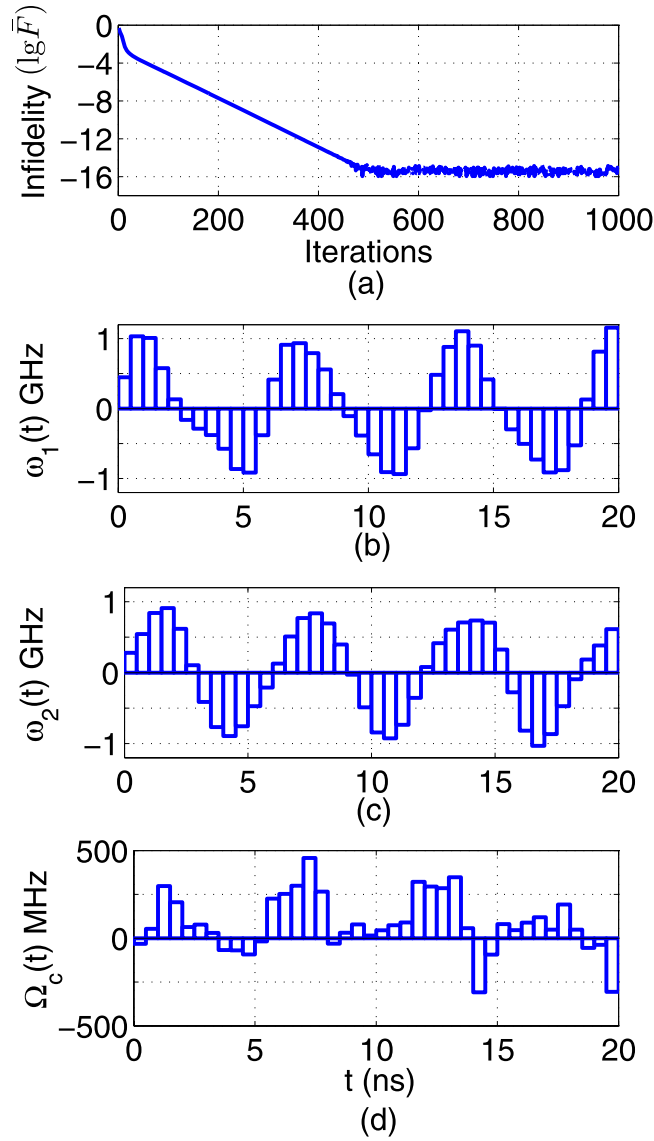 Infidelity (lg F̄)
0
−4
−8
−12
−16
0 200 400 600 800 1000
Iterations
(a)
ω1(t) GHz
1
0
−1
0 5 10 15 20
(b)
ω2(t) GHz
1
0
−1
0 5 10 15 20
(c)
Ωc(t) MHz
500
0
−500
0 5 10 15 20
t (ns)
(d)